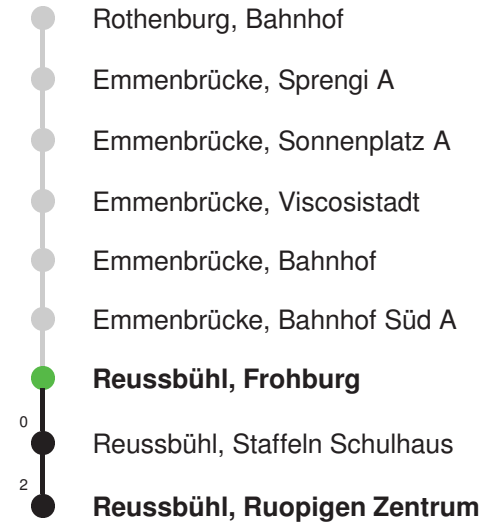 Rothenburg, Bahnhof
Emmenbrücke, Sprengi A
Emmenbrücke, Sonnenplatz A
Emmenbrücke, Viscosistadt
Emmenbrücke, Bahnhof
Emmenbrücke, Bahnhof Süd A
Reussbühl, Frohburg
0
Reussbühl, Staffeln Schulhaus
2
Reussbühl, Ruopigen Zentrum